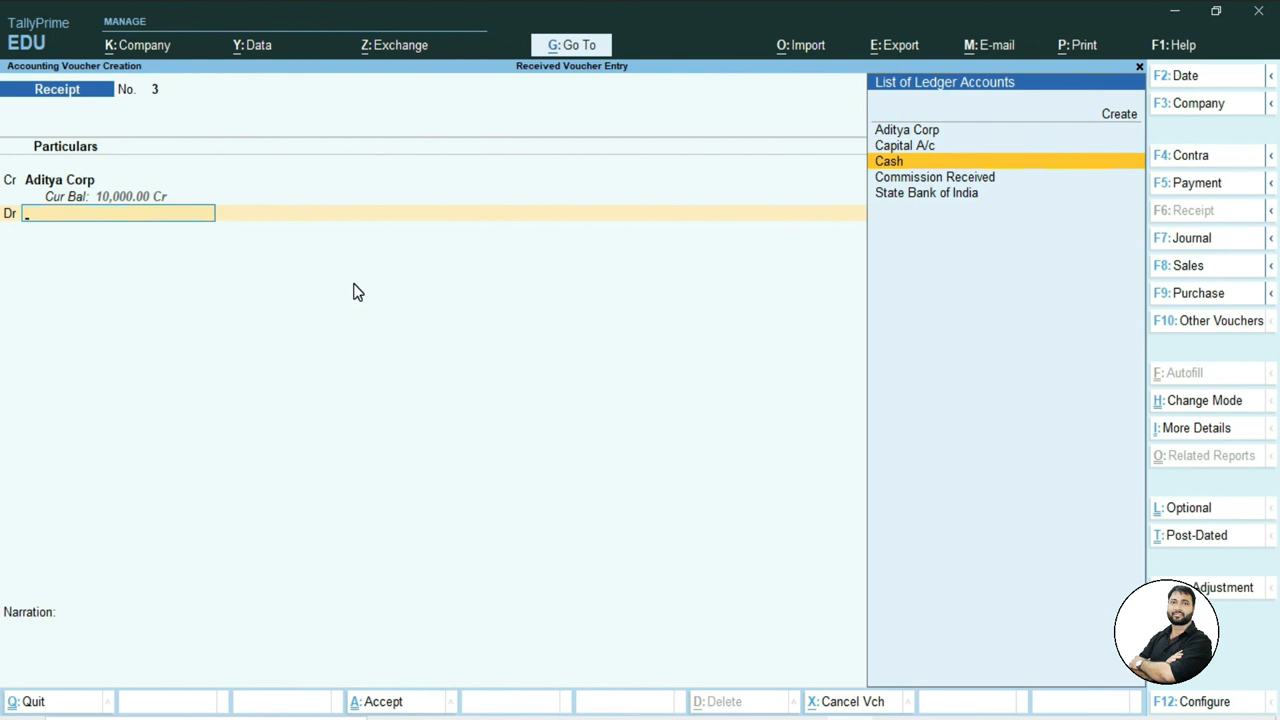 TallyPrime
EDU
MANAGE
K: Company
Y: Data
Z: Exchange
G: Go To
O: Import
E: Export
M: E-mail
P: Print
F1: Help
Accounting Voucher Creation
Received Voucher Entry
×
Receipt No. 3
Particulars
Cr Aditya Corp
Cur Bal: 10,000.00 Cr
Dr
List of Ledger Accounts
Create
Aditya Corp
Capital A/c
Cash
Commission Received
State Bank of India
F2: Date
F3: Company
F4: Contra
F5: Payment
F6: Receipt
F7: Journal
F8: Sales
F9: Purchase
F10: Other Vouchers
F: Autofill
H: Change Mode
I: More Details
O: Related Reports
L: Optional
T: Post-Dated
Adjustment
Narration:
Q: Quit
A: Accept
D: Delete
X: Cancel Vch
F12: Configure